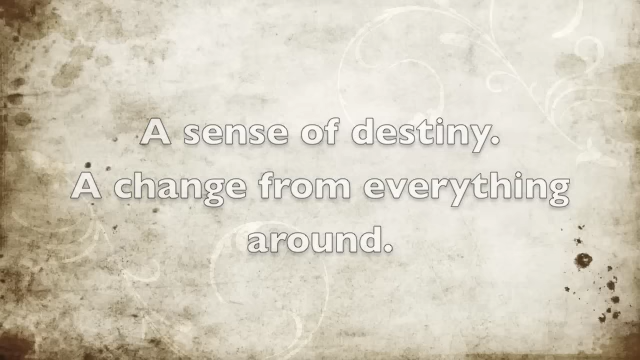 A sense of destiny.
A change from everything
around.